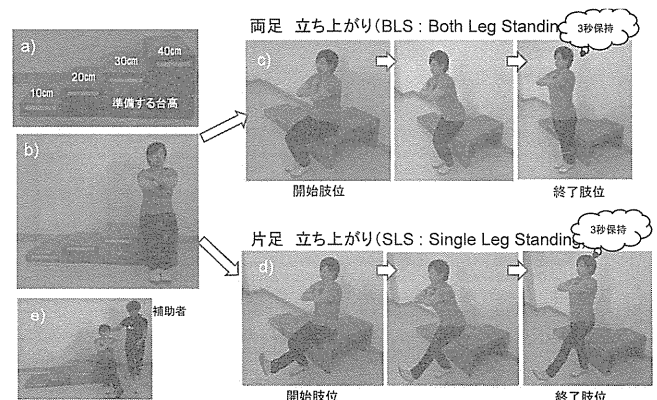 両足 立ち上がり(BLS : Both Leg Standin
3秒保持
a)
40cm
30cm
20cm
10cm
準備する台高
c)
b)
開始肢位
終了肢位
片足 立ち上がり(SLS : Single Leg Standing
3秒保持
d)
e)
補助者
開始肢位
終了肢位